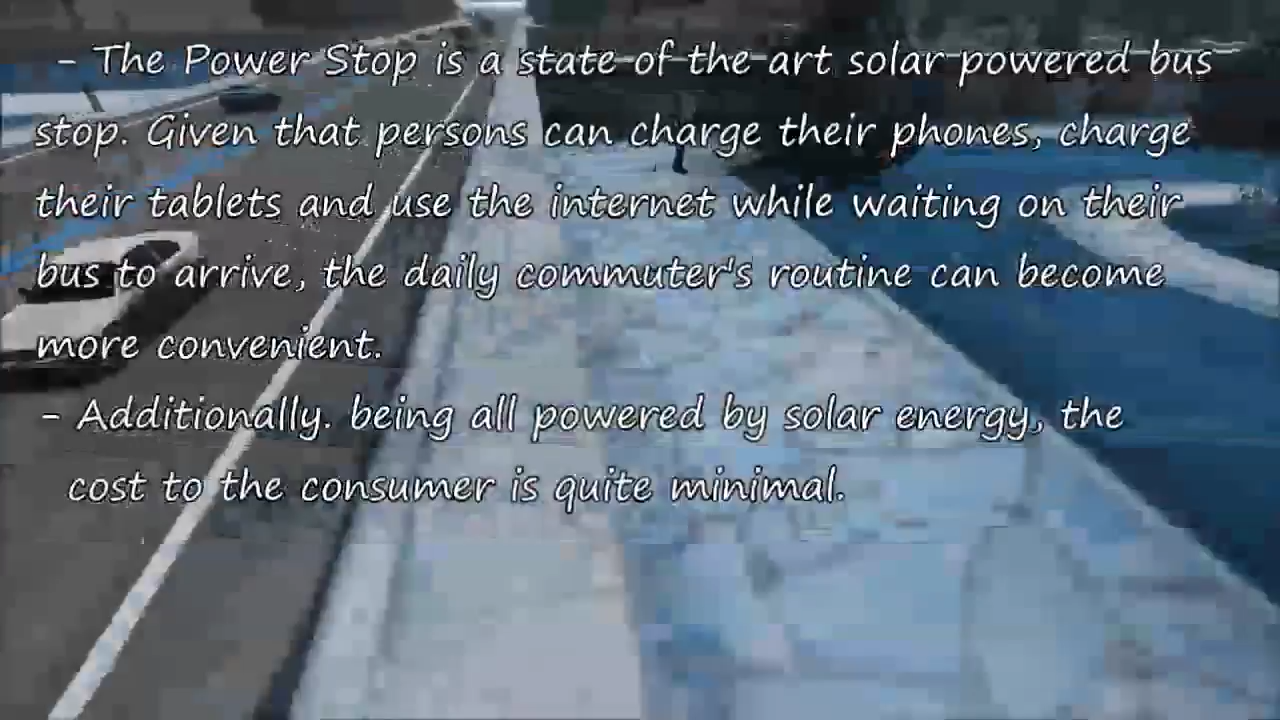 - The Power Stop is a state of the art solar powered bus
stop. Given that persons can charge their phones, charge
their tablets and use the internet while waiting on their
bus to arrive, the daily commuter's routine can become
more convenient.
- Additionally. being all powered by solar energy, the
cost to the consumer is quite minimal.